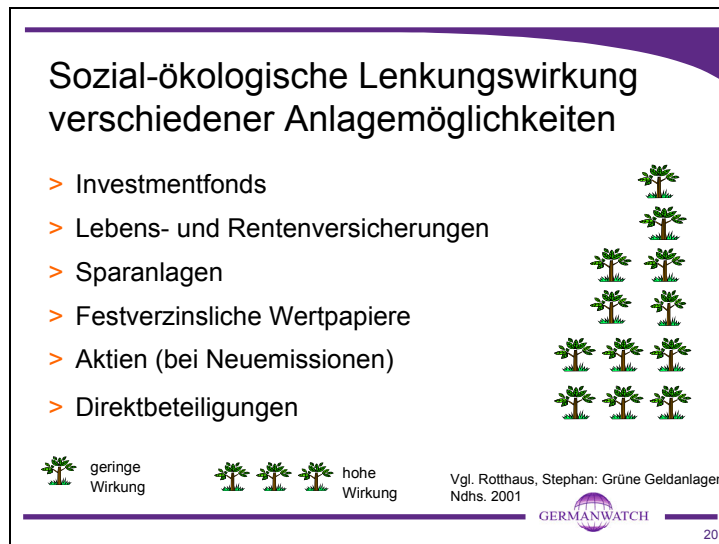 Sozial-ökologische Lenkungswirkung
verschiedener Anlagemöglichkeiten
> Investmentfonds
> Lebens- und Rentenversicherungen
> Sparanlagen
> Festverzinsliche Wertpapiere
> Aktien (bei Neuemissionen)
> Direktbeteiligungen
geringe
Wirkung
hohe
Wirkung
Vgl. Rotthaus, Stephan: Grüne Geldanlagen
Ndhs. 2001
GERMANWATCH
20